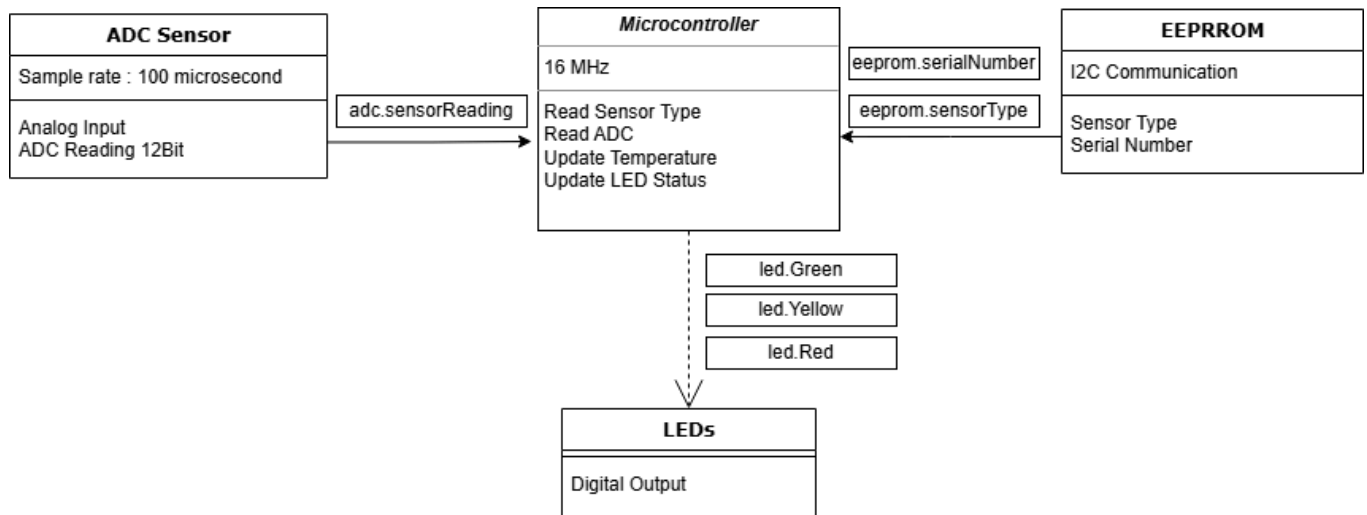 ADC Sensor
Sample rate : 100 microsecond
Analog Input
ADC Reading 12Bit
adc.sensorReading
Microcontroller
16 MHz
Read Sensor Type
Read ADC
Update Temperature
Update LED Status
eeprom.serialNumber
eeprom.sensorType
EEPRROM
I2C Communication
Sensor Type
Serial Number
led.Green
led.Yellow
led.Red
LEDs
Digital Output